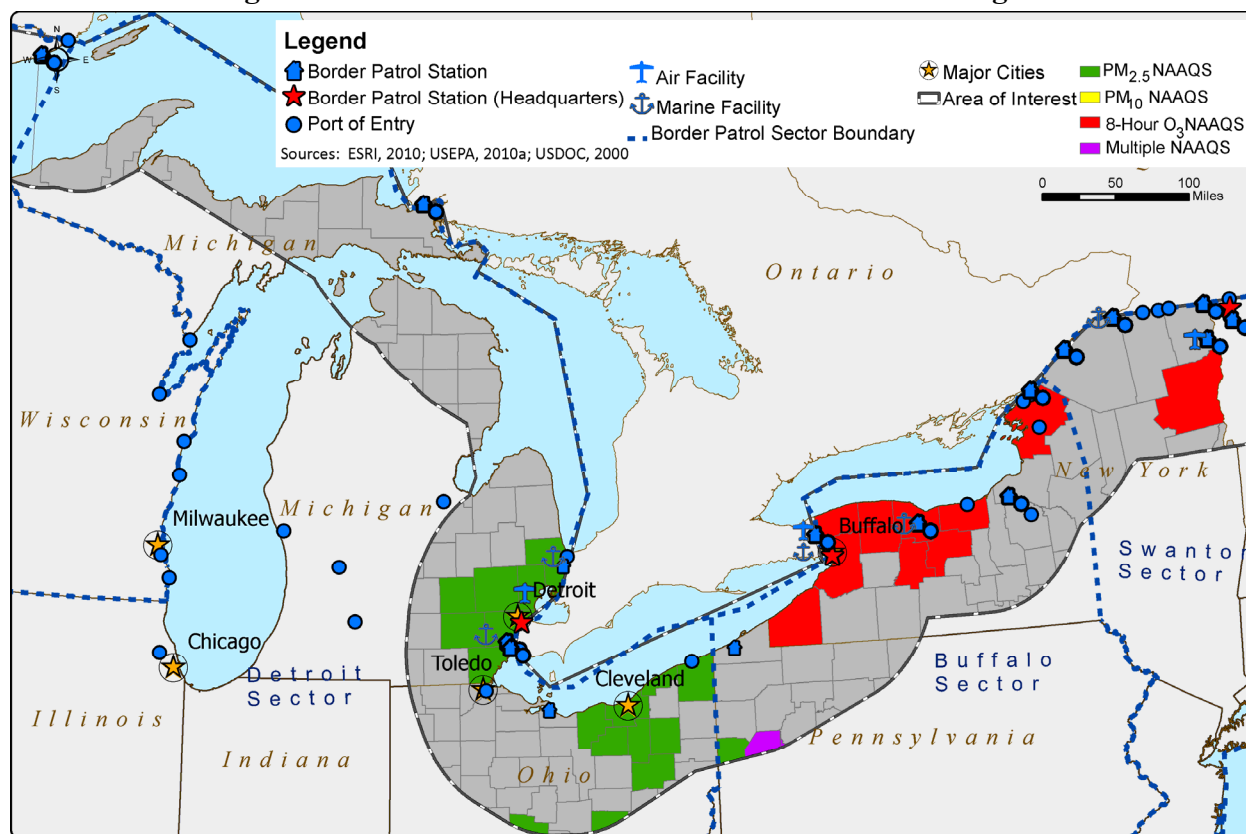 Legend
Border Patrol Station
Border Patrol Station (Headquarters)
Port of Entry
Sources: ESRI, 2010; USEPA, 2010a; USDOC, 2000
Air Facility
Marine Facility
Border Patrol Sector Boundary
Major Cities
Area of Interest
PM2.5 NAAQS
PM10 NAAQS
8-Hour O3NAAQS
Multiple NAAQS
0 50 100
Miles
N
W E
S
Michigan
Ontario
Wisconsin
Michigan
New York
Milwaukee
Buffalo
Swanton
Sector
Detroit
Chicago
Toledo
Cleveland
Detroit
Sector
Buffalo
Sector
Illinois
Indiana
Ohio
Pennsylvania